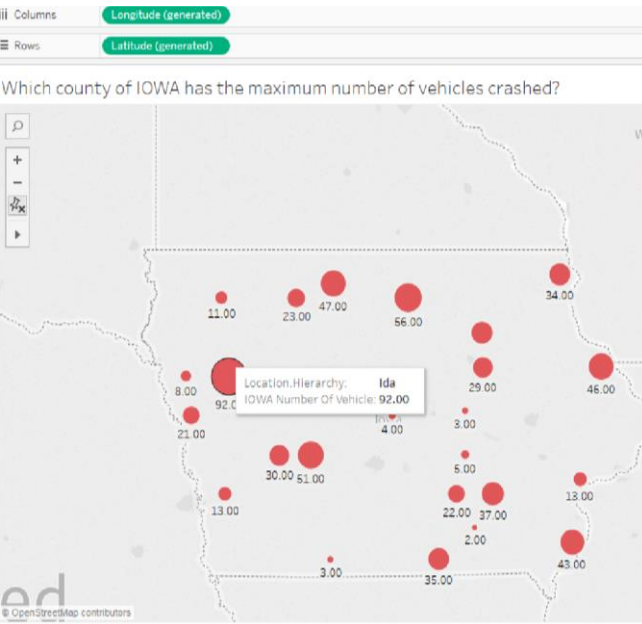 Columns
Longitude (generated)
Rows
Latitude (generated)
Which county of IOWA has the maximum number of vehicles crashed?
34.00
11.00
23.00
47.00
56.00
29.00
46.00
8.00
92.0
Location.Hierarchy: Ida
IOWA Number Of Vehicle: 92.00
4.00
3.00
21.00
30.00
51.00
5.00
13.00
22.00
37.00
13.00
2.00
3.00
35.00
43.00
ed
© OpenStreetMap contributors